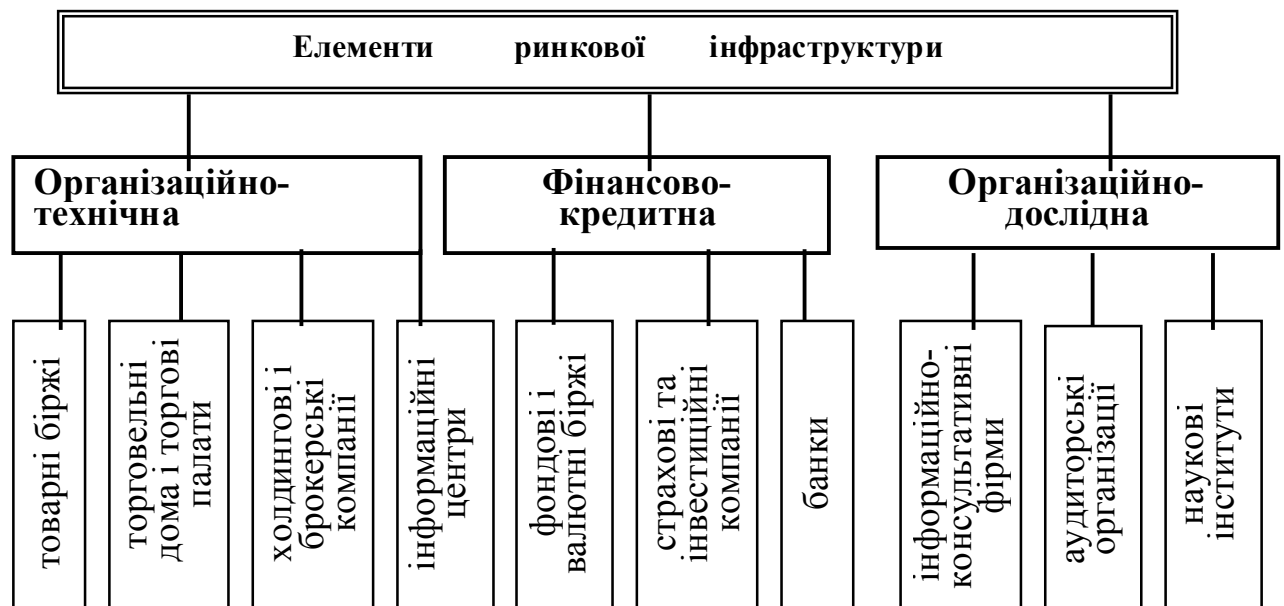 Елементи ринкової інфраструктури
Організаційно-
технічна
Фінансово-
кредитна
Організаційно-
дослідна
товарні біржі
торговельні
дома і торгові
палати
холдингові і
брокерські
компанії
інформаційні
центри
фондові і
валютні біржі
страхові та
інвестиційні
компанії
банки
інформаційно-
консультативні
фірми
аудиторські
організації
наукові
інститути